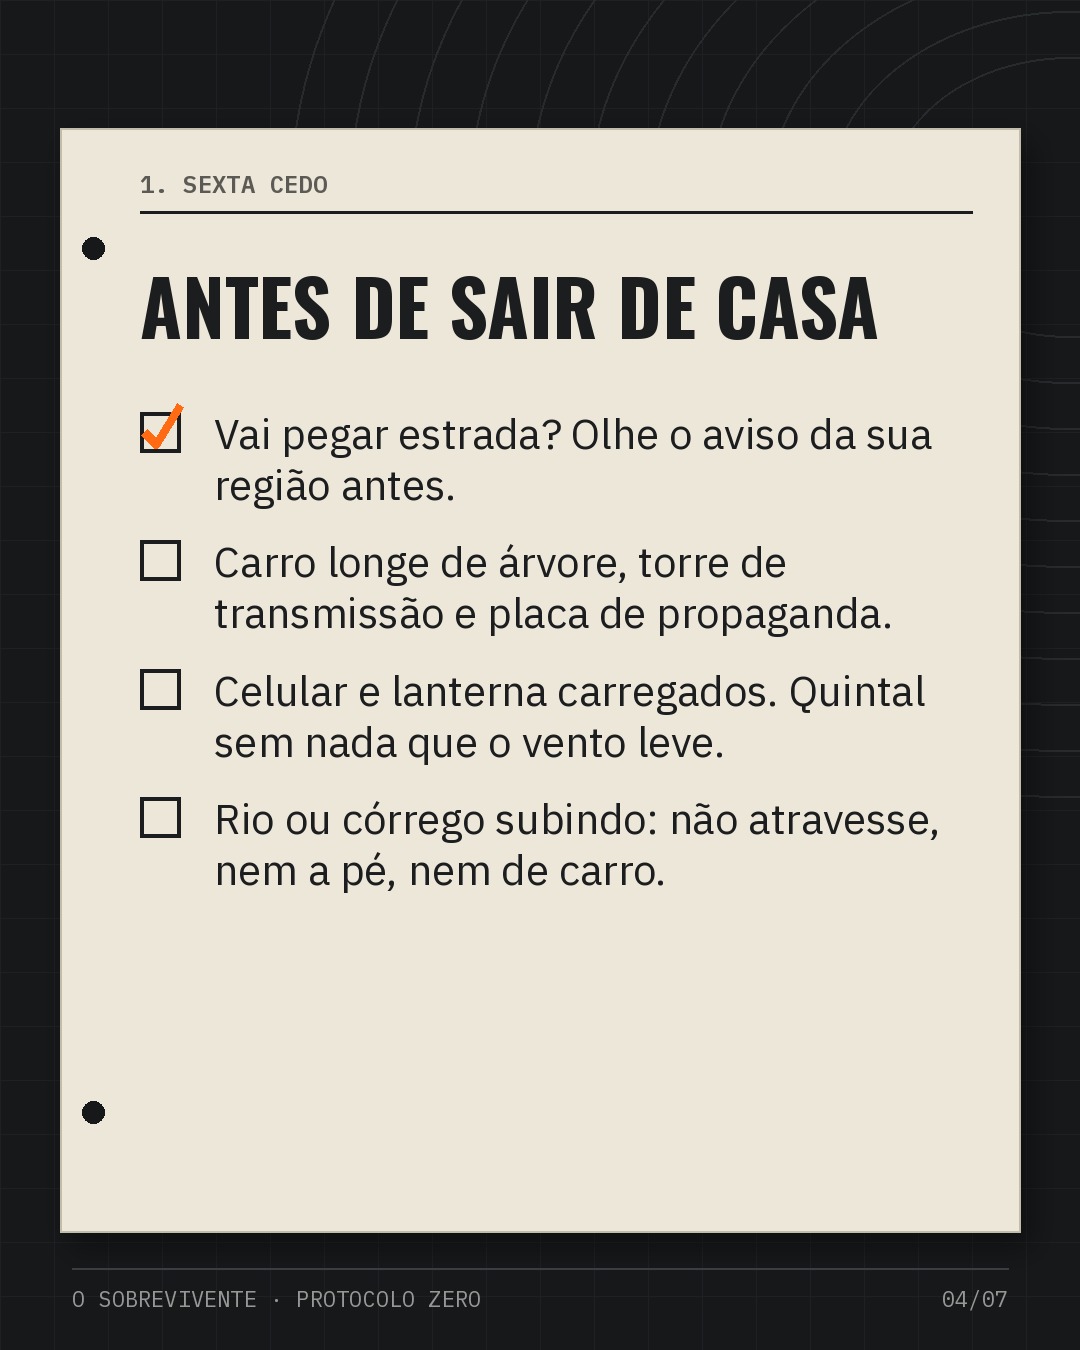 1. SEXTA CEDO
ANTES DE SAIR DE CASA
Vai pegar estrada? Olhe o aviso da sua
região antes.
Carro longe de árvore, torre de
transmissão e placa de propaganda.
Celular e lanterna carregados. Quintal
sem nada que o vento leve.
Rio ou córrego subindo: não atravesse,
nem a pé, nem de carro.
O SOBREVIVENTE · PROTOCOLO ZERO
04/07